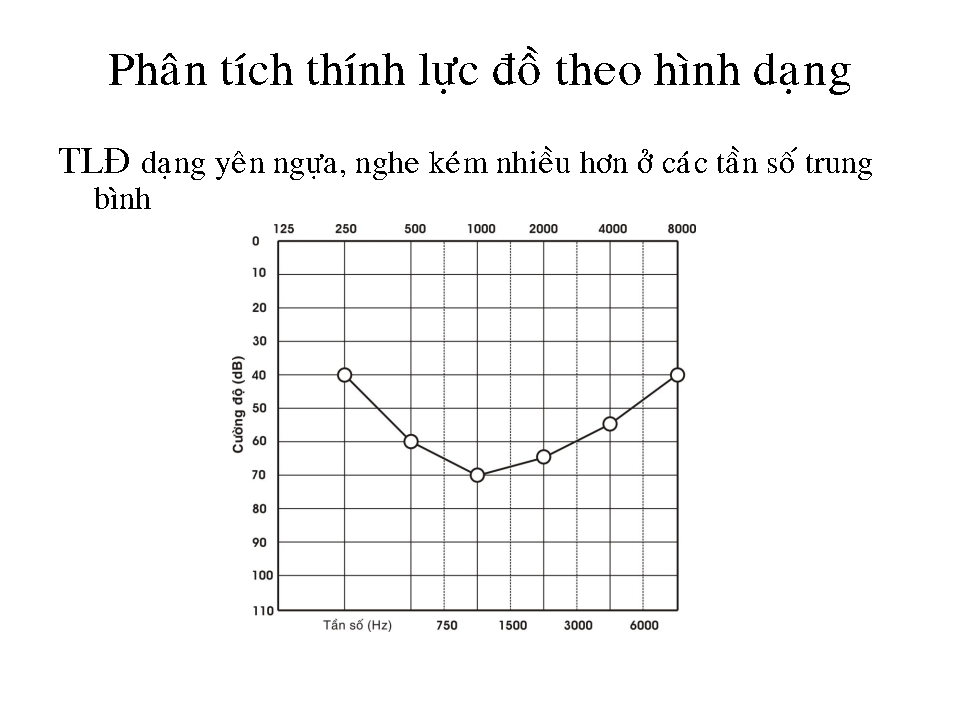 Phân tích thính lực đồ theo hình dạng
TLĐ dạng yên ngựa, nghe kém nhiều hơn ở các tần số trung
bình
125 250 500 1000 2000 4000 8000
0
10
20
30
40
50
60
70
80
90
100
110
Cường độ (dB)
Tần số (Hz) 750 1500 3000 6000